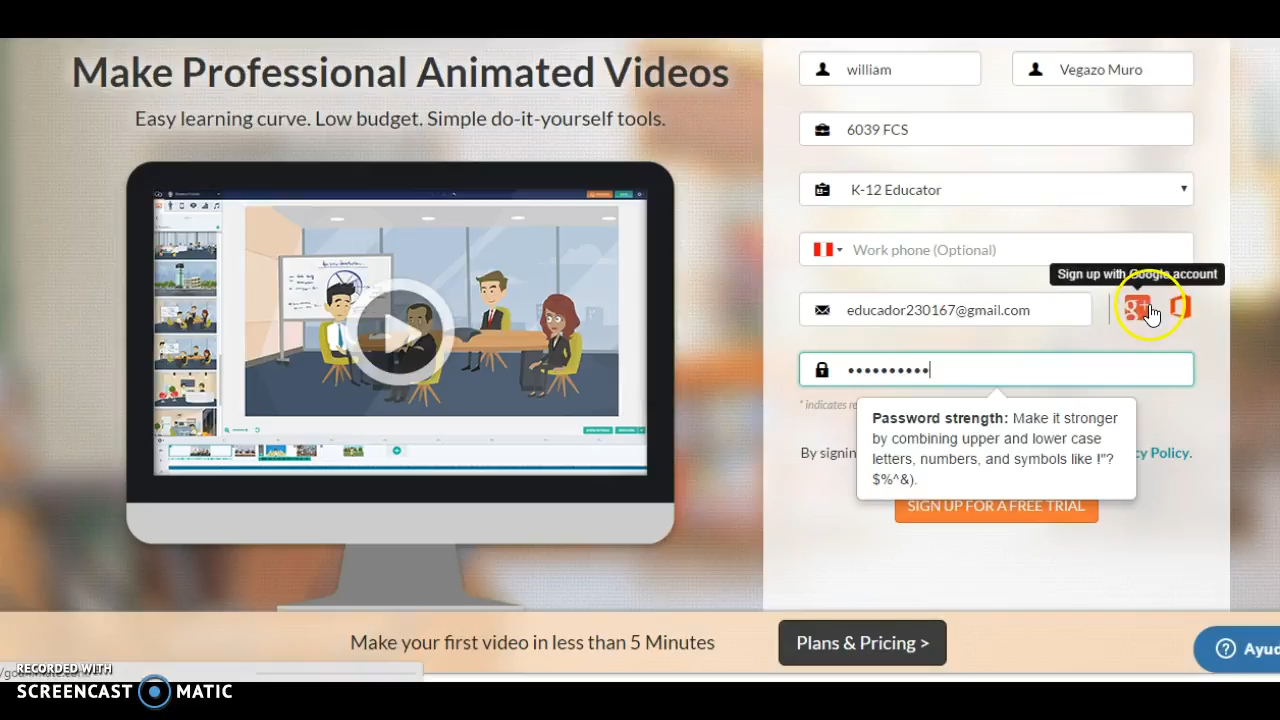 Make Professional Animated Videos
Easy learning curve. Low budget. Simple do-it-yourself tools.
william
Vegazo Muro
6039 FCS
K-12 Educator
Work phone (Optional)
Sign up with Google account
educador230167@gmail.com
g+
••••••••••
* indicates re
Password strength: Make it stronger
by combining upper and lower case
letters, numbers, and symbols like !"?
$%^&).
By signin
cy Policy.
SIGN UP FOR A FREE TRIAL
Make your first video in less than 5 Minutes
Plans & Pricing >
? Ayud
RECORDED WITH
SCREENCAST MATIC